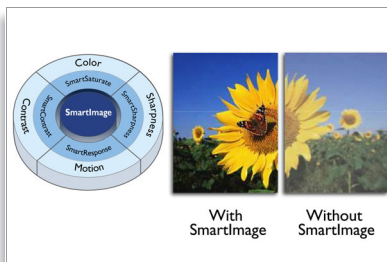 Color
SmartSaturate
Contrast
SmartContrast
SmartImage
SmartSharpness
Sharpness
SmartResponse
Motion
With
SmartImage
Without
SmartImage